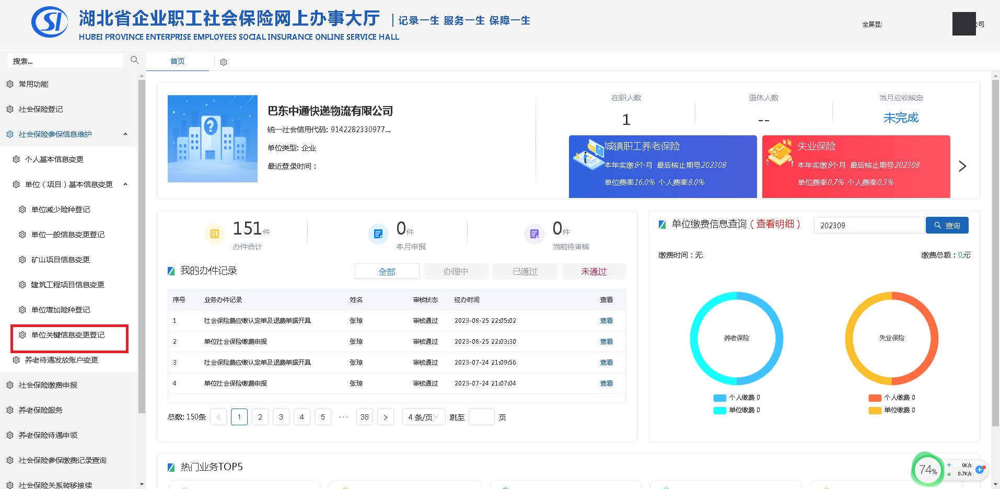 湖北省企业职工社会保险网上办事大厅
记录一生 服务一生 保障一生
HUBEI PROVINCE ENTERPRISE EMPLOYEES SOCIAL INSURANCE ONLINE SERVICE HALL
全屏显
公司
搜索...
首页
常用功能
社会保险登记
社会保险参保信息维护
个人基本信息变更
单位（项目）基本信息变更
单位减少险种登记
单位一般信息变更登记
矿山项目信息变更
建筑工程项目信息变更
单位增加险种登记
单位关键信息变更登记
养老待遇发放账户变更
社会保险缴费申报
养老保险服务
养老保险待遇申领
社会保险参保缴费记录查询
社会保险关系转移接续
巴东中通快递物流有限公司
统一社会信用代码: 9142282330977...
单位类型: 企业
最近登录时间：
在职人数
1
退休人数
--
当月应收核定
未完成
城镇职工养老保险
本年实缴8个月 最后核止期号202308
单位费率16.0% 个人费率8.0%
失业保险
本年实缴8个月 最后核止期号202308
单位费率0.7% 个人费率0.3%
151件
办件合计
0件
本月申报
0件
当前待审核
我的办件记录
全部 办理中 已通过 未通过
序号 业务办件记录 姓名 审核状态 经办时间 查看
1 社会保险费应缴认定单及退费单据开具 张琼 审核通过 2023-08-25 22:05:02 查看
2 单位社会保险缴费申报 张琼 审核通过 2023-08-25 22:03:30 查看
3 社会保险费应缴认定单及退费单据开具 张琼 审核通过 2023-07-24 21:09:56 查看
4 单位社会保险缴费申报 张琼 审核通过 2023-07-24 21:07:04 查看
总数: 150条 < 1 2 3 4 5 ••• 38 > 4 条/页 跳至 页
单位缴费信息查询（查看明细） 202309 查询
缴费时间：无 缴费总额：0元
养老保险
个人缴费 0
单位缴费 0
失业保险
个人缴费 0
单位缴费 0
热门业务TOP5
74%
0K/s
0.7K/s